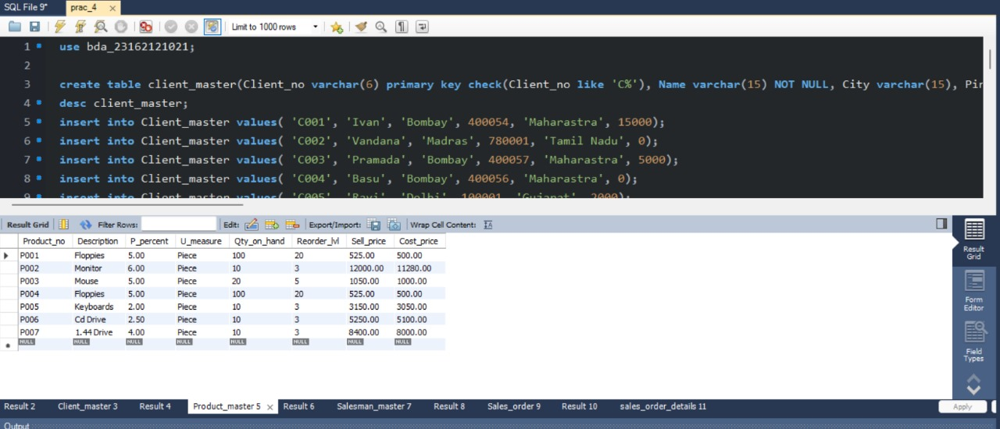 SQL File 9* prac_4
Limit to 1000 rows
1 use bda_23162121021;
2
3 create table client_master(Client_no varchar(6) primary key check(Client_no like 'C%'), Name varchar(15) NOT NULL, City varchar(15), Pin
4 desc client_master;
5 insert into Client_master values( 'C001', 'Ivan', 'Bombay', 400054, 'Maharastra', 15000);
6 insert into Client_master values( 'C002', 'Vandana', 'Madras', 780001, 'Tamil Nadu', 0);
7 insert into Client_master values( 'C003', 'Pramada', 'Bombay', 400057, 'Maharastra', 5000);
8 insert into Client_master values( 'C004', 'Basu', 'Bombay', 400056, 'Maharastra', 0);
9 insert into Client_master values( 'C005', 'Ravi', 'Delhi', 100001, 'Gujarat', 2000);
Result Grid Filter Rows: Edit: Export/Import: Wrap Cell Content: IA
Product_no Description P_percent U_measure Qty_on_hand Reorder_lvl Sell_price Cost_price
P001 Floppies 5.00 Piece 100 20 525.00 500.00
P002 Monitor 6.00 Piece 10 3 12000.00 11280.00
P003 Mouse 5.00 Piece 20 5 1050.00 1000.00
P004 Floppies 5.00 Piece 100 20 525.00 500.00
P005 Keyboards 2.00 Piece 10 3 3150.00 3050.00
P006 Cd Drive 2.50 Piece 10 3 5250.00 5100.00
P007 1.44 Drive 4.00 Piece 10 3 8400.00 8000.00
NULL NULL NULL NULL NULL NULL NULL NULL
Result
Grid
Form
Editor
Field
Types
Result 2 Client_master 3 Result 4 Product_master 5 Result 6 Salesman_master 7 Result 8 Sales_order 9 Result 10 sales_order_details 11 Apply
Output